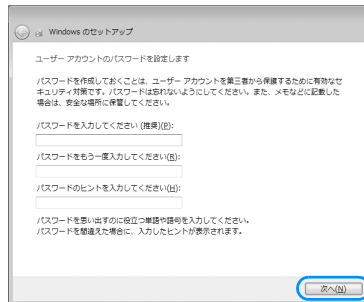 Windows のセットアップ
ユーザー アカウントのパスワードを設定します
パスワードを作成しておくことは、ユーザー アカウントを第三者から保護するために有効なセ
キュリティ対策です。パスワードは忘れないようにしてください。また、メモなどに記載した
場合は、安全な場所に保管してください。
パスワードを入力してください (推奨)(P):
パスワードをもう一度入力してください(R):
パスワードのヒントを入力してください(H):
パスワードを思い出すのに役立つ単語や語句を入力してください。
パスワードを間違えた場合に、入力したヒントが表示されます。
次へ(N)